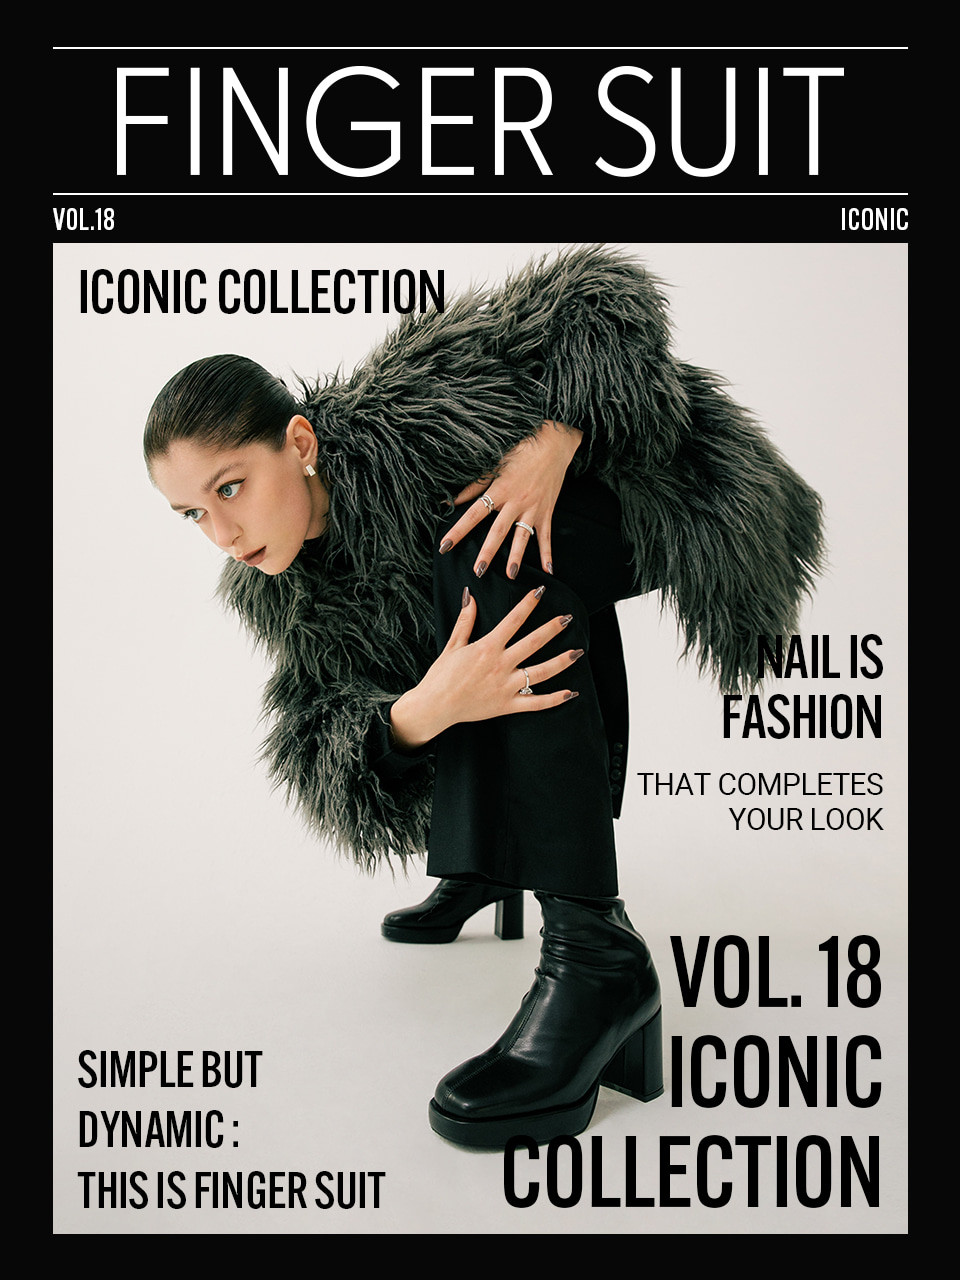 FINGER SUIT
VOL.18
ICONIC
ICONIC COLLECTION
NAIL IS
FASHION
THAT COMPLETES
YOUR LOOK
VOL. 18
ICONIC
COLLECTION
SIMPLE BUT
DYNAMIC :
THIS IS FINGER SUIT